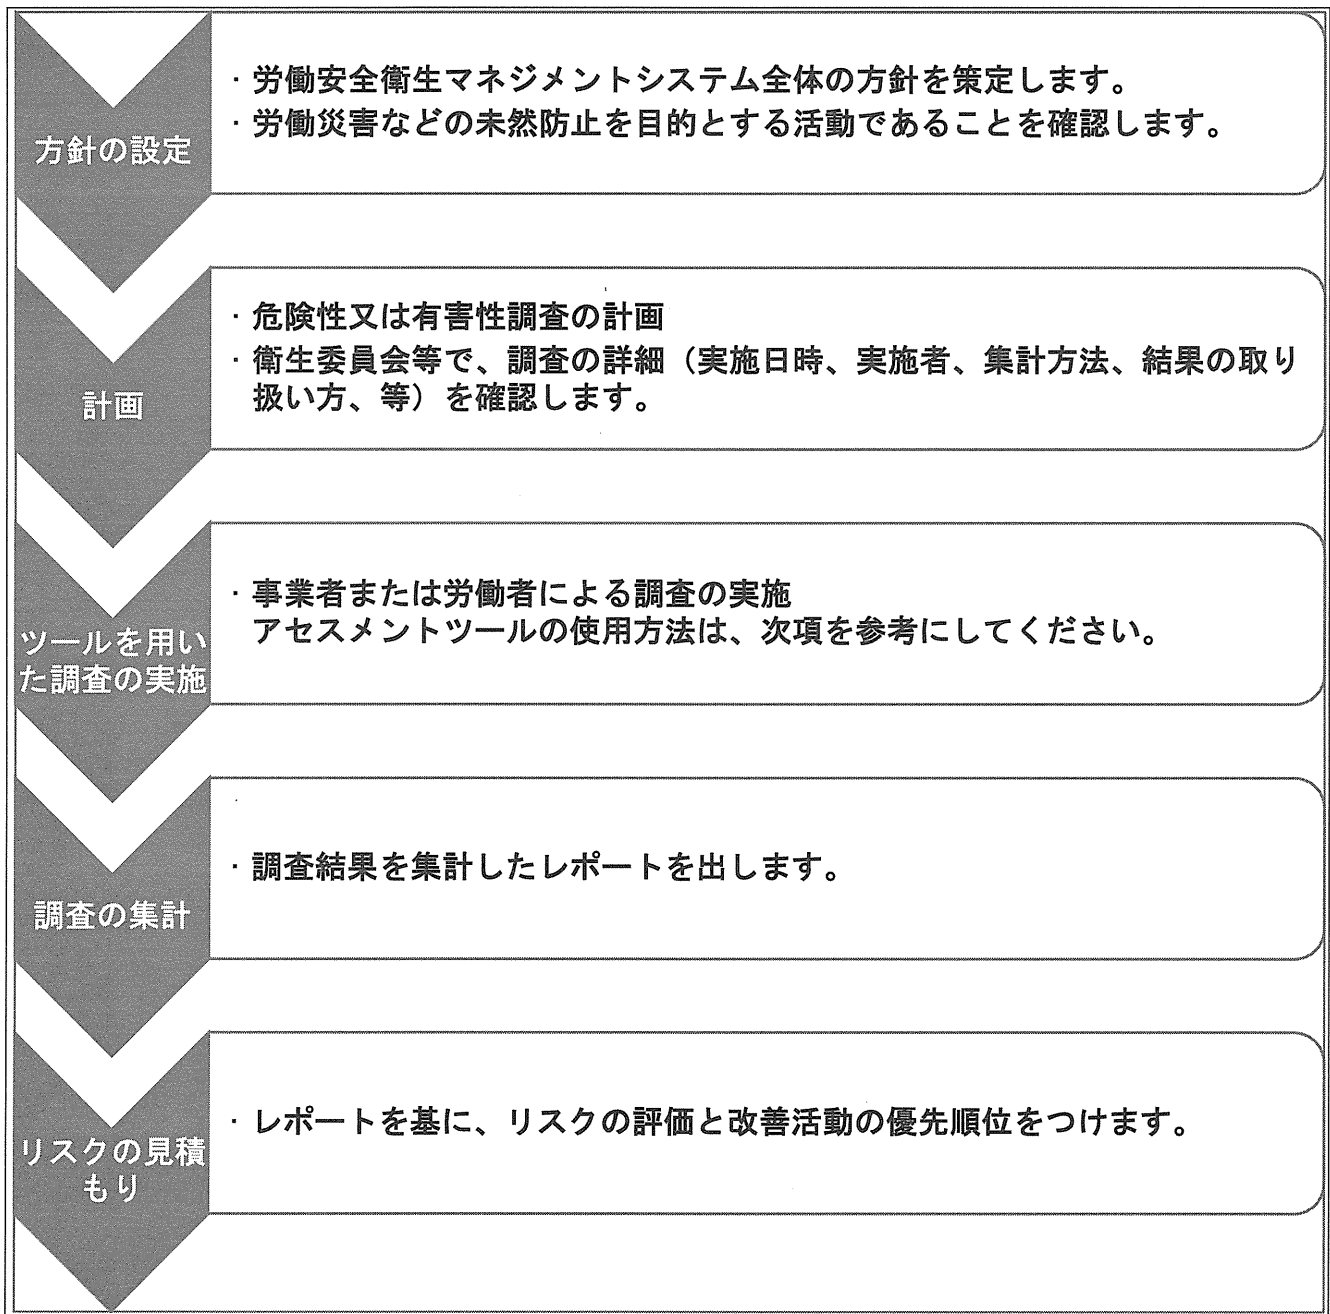 方針の設定
・労働安全衛生マネジメントシステム全体の方針を策定します。
・労働災害などの未然防止を目的とする活動であることを確認します。
計画
・危険性又は有害性調査の計画
・衛生委員会等で、調査の詳細（実施日時、実施者、集計方法、結果の取り
扱い方、等）を確認します。
ツールを用い
た調査の実施
・事業者または労働者による調査の実施
アセスメントツールの使用方法は、次項を参考にしてください。
調査の集計
・調査結果を集計したレポートを出します。
リスクの見積
もり
・レポートを基に、リスクの評価と改善活動の優先順位をつけます。